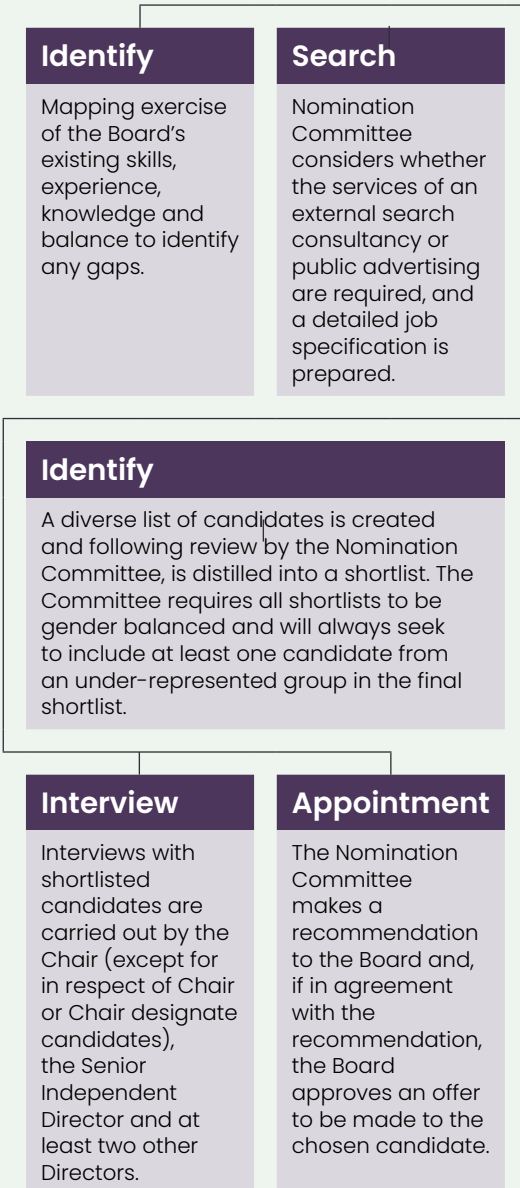 Identify
Mapping exercise
of the Board’s
existing skills,
experience,
knowledge and
balance to identify
any gaps.
Search
Nomination
Committee
considers whether
the services of an
external search
consultancy or
public advertising
are required, and
a detailed job
specification is
prepared.
Identify
A diverse list of candidates is created
and following review by the Nomination
Committee, is distilled into a shortlist. The
Committee requires all shortlists to be
gender balanced and will always seek
to include at least one candidate from
an under-represented group in the final
shortlist.
Interview
Interviews with
shortlisted
candidates are
carried out by the
Chair (except for
in respect of Chair
or Chair designate
candidates),
the Senior
Independent
Director and at
least two other
Directors.
Appointment
The Nomination
Committee
makes a
recommendation
to the Board and,
if in agreement
with the
recommendation,
the Board
approves an offer
to be made to the
chosen candidate.